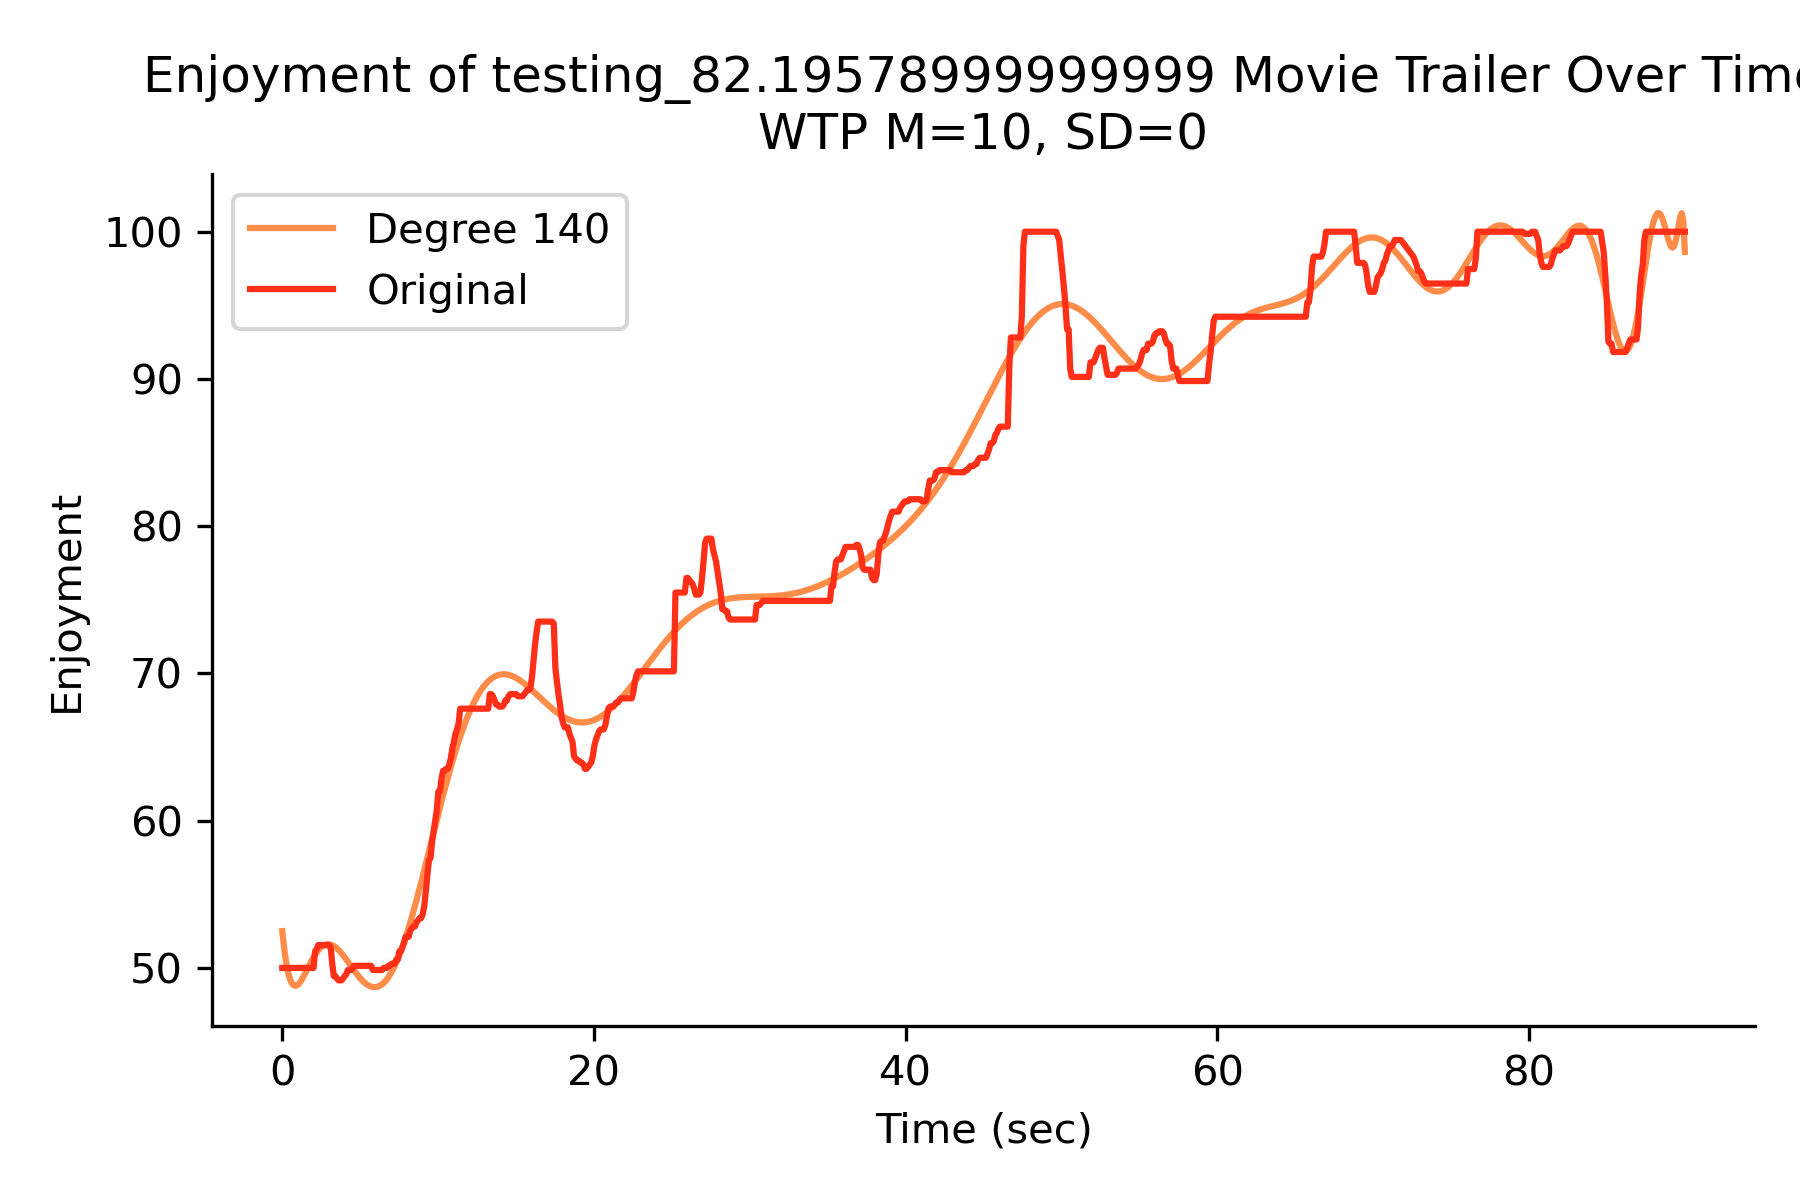 Enjoyment of testing_82.19578999999999 Movie Trailer Over Time
WTP M=10, SD=0
Degree 140
Original
100
90
80
70
60
50
Enjoyment
0 20 40 60 80
Time (sec)